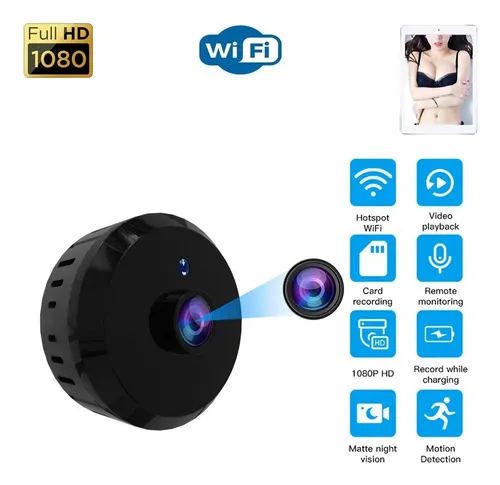 Full HD
1080
WiFi
Hotspot
WiFi
Video
playback
Card
recording
Remote
monitoring
HD
1080P HD
Record while
charging
Matte night
vision
Motion
Detection